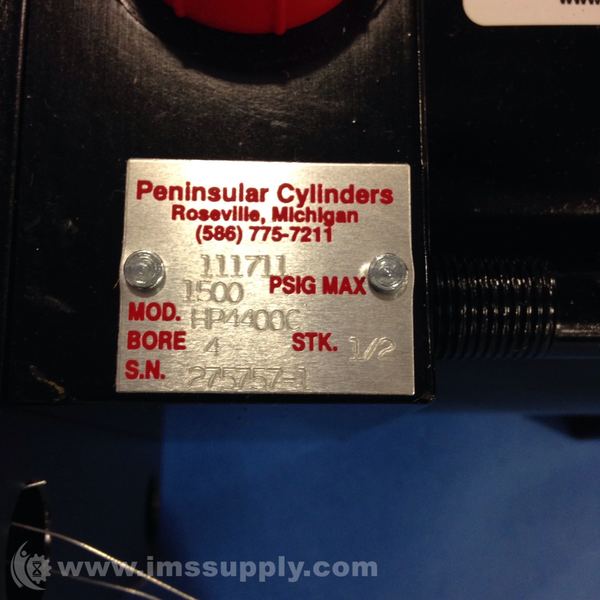 Peninsular Cylinders
Roseville, Michigan
(586) 775-7211
111711
1500 PSIG MAX
MOD. HP4400C
BORE 4 STK. 1/2
S.N. 275757-1
www.imssupply.com